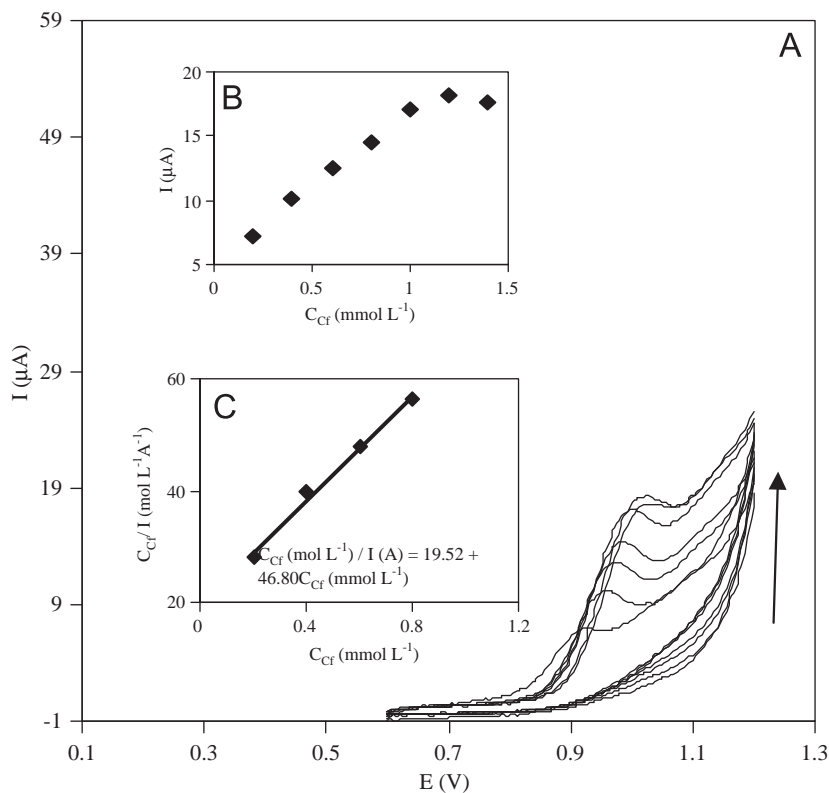 A
59
49
39
29
19
9
-1
I (µA)
0.1 0.3 0.5 0.7 0.9 1.1 1.3
E (V)
B
20
15
10
5
I (µA)
0 0.5 1 1.5
C_Cf (mmol L⁻¹)
C
60
40
20
C_Cf/ I (mol L⁻¹A⁻¹)
C_Cf (mol L⁻¹) / I (A) = 19.52 +
46.80C_Cf (mmol L⁻¹)
0 0.4 0.8 1.2
C_Cf (mmol L⁻¹)